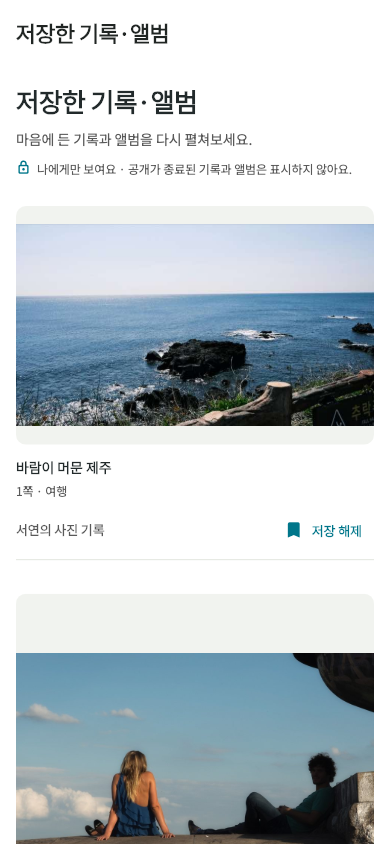 저장한 기록·앨범
저장한 기록·앨범
마음에 든 기록과 앨범을 다시 펼쳐보세요.
나에게만 보여요 · 공개가 종료된 기록과 앨범은 표시하지 않아요.
바람이 머문 제주
1쪽 · 여행
서연의 사진 기록
저장 해제